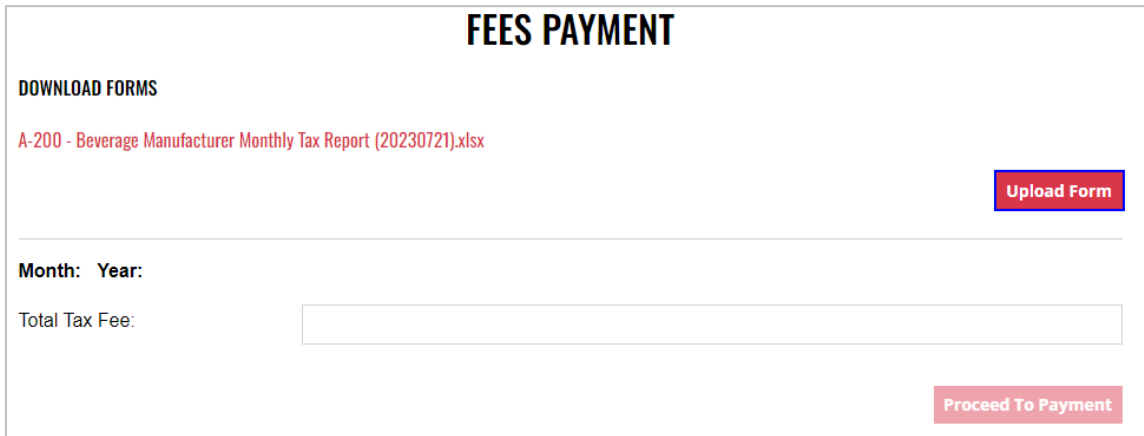 FEES PAYMENT
DOWNLOAD FORMS
A-200 - Beverage Manufacturer Monthly Tax Report (20230721).xlsx
Upload Form
Month: Year:
Total Tax Fee:
Proceed To Payment